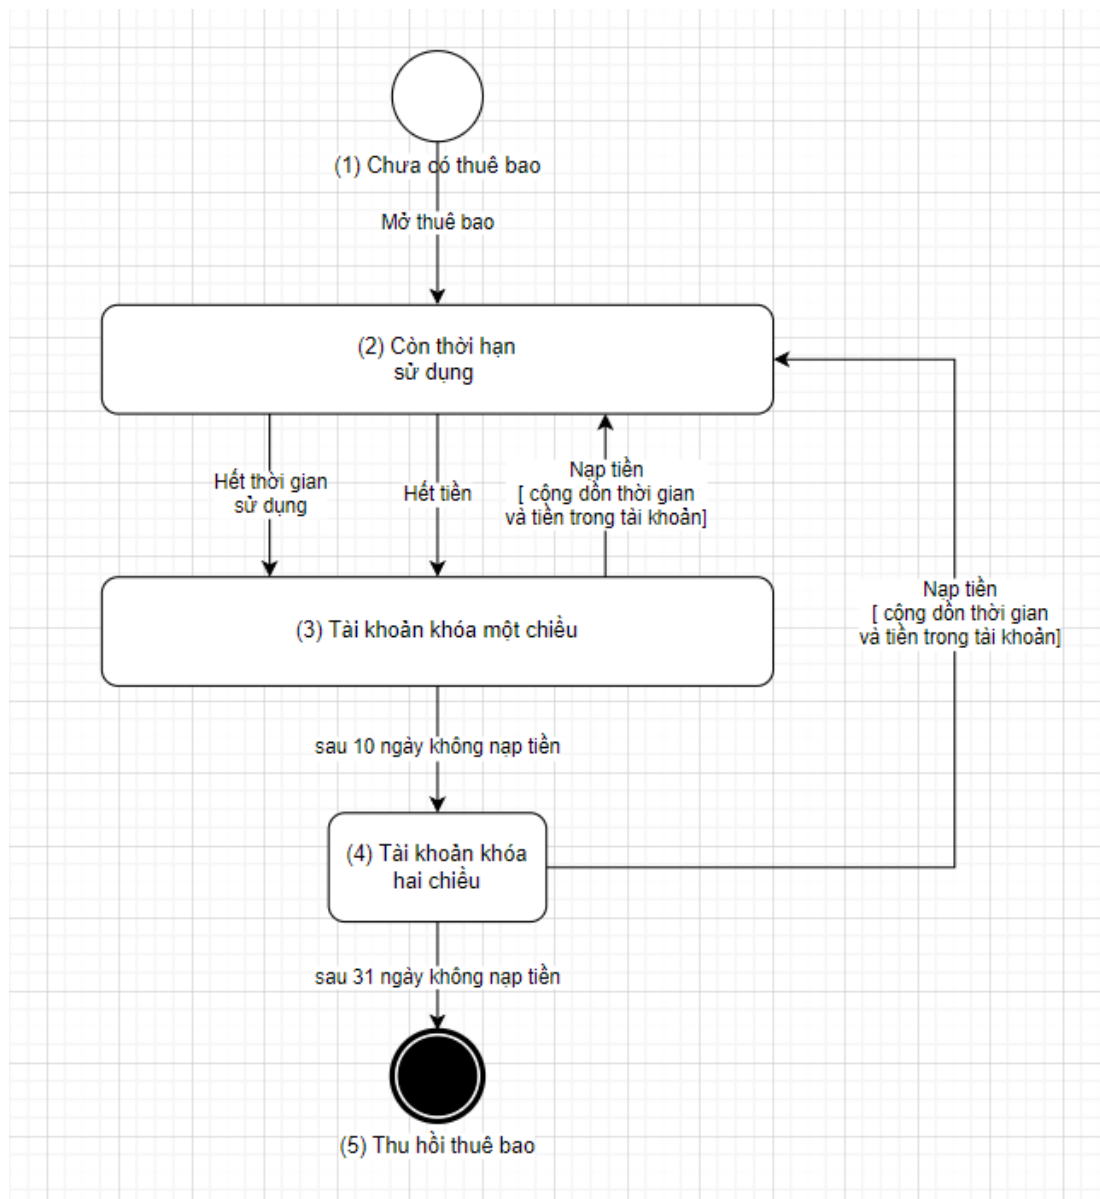 (1) Chưa có thuê bao
Mở thuê bao
(2) Còn thời hạn
sử dụng
Hết thời gian
sử dụng
Hết tiền
Nạp tiền
[ cộng dồn thời gian
và tiền trong tài khoản]
(3) Tài khoản khóa một chiều
Nạp tiền
[ cộng dồn thời gian
và tiền trong tài khoản]
sau 10 ngày không nạp tiền
(4) Tài khoản khóa
hai chiều
sau 31 ngày không nạp tiền
(5) Thu hồi thuê bao